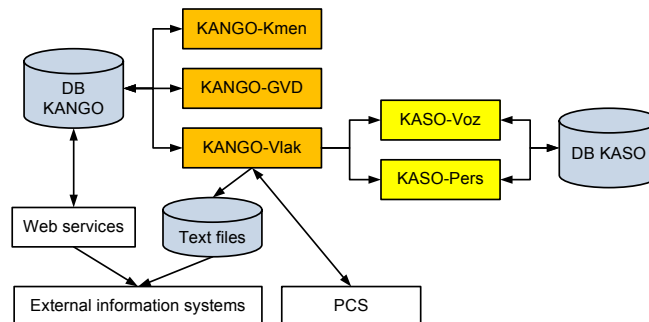 KANGO-Kmen
DB
KANGO
KANGO-GVD
KANGO-Vlak
KASO-Voz
KASO-Pers
DB KASO
Web services
Text files
External information systems
PCS